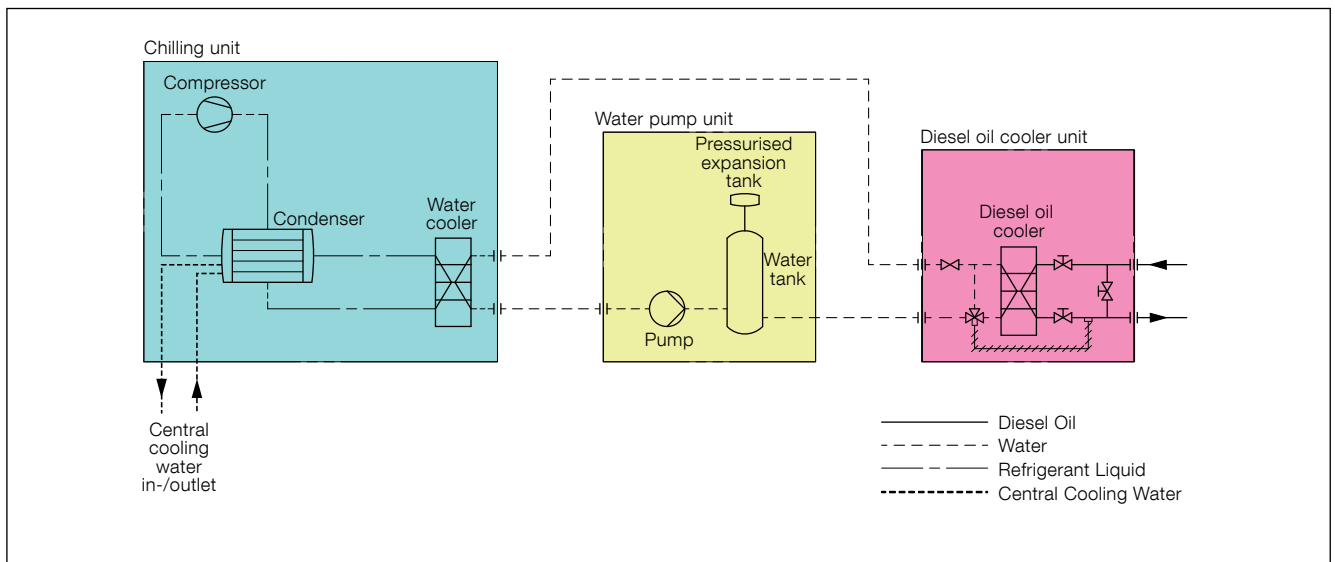 Chilling unit
Compressor
Condenser
Water
cooler
Central
cooling
water
in-/outlet
Water pump unit
Pressurised
expansion
tank
Water
tank
Pump
Diesel oil cooler unit
Diesel oil
cooler
Diesel Oil
Water
Refrigerant Liquid
Central Cooling Water